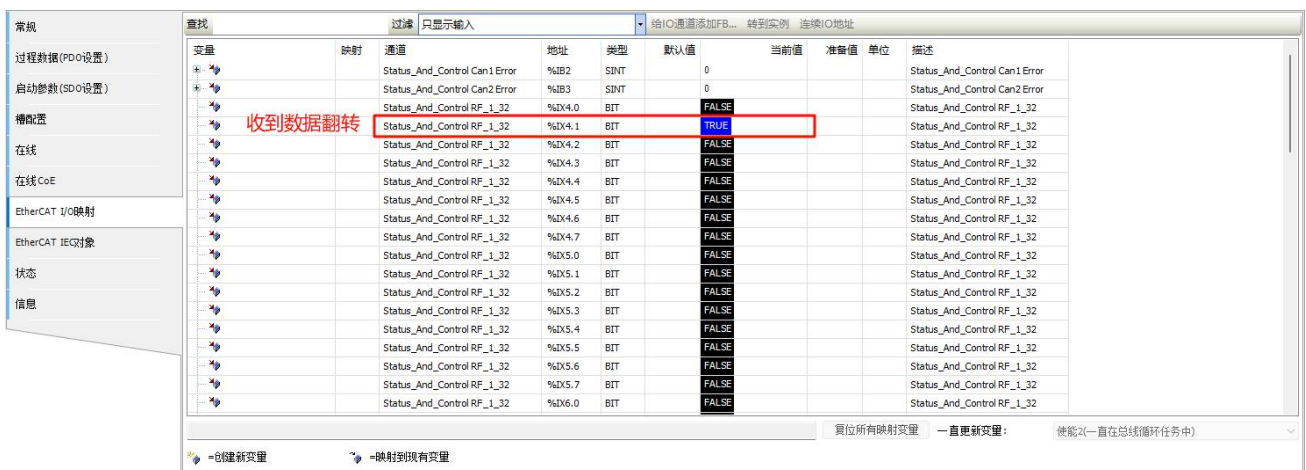 常规
过程数据(PDO设置)
启动参数(SDO设置)
槽配置
在线
在线CoE
EtherCAT I/O映射
EtherCAT IEC对象
状态
信息
查找 过滤 只显示输入 给IO通道添加FB... 转到实例 连续IO地址
变量 映射 通道 地址 类型 默认值 当前值 准备值 单位 描述
Status_And_Control Can1 Error %IB2 SINT 0 Status_And_Control Can1 Error
Status_And_Control Can2 Error %IB3 SINT 0 Status_And_Control Can2 Error
Status_And_Control RF_1_32 %IX4.0 BIT FALSE Status_And_Control RF_1_32
收到数据翻转 Status_And_Control RF_1_32 %IX4.1 BIT TRUE Status_And_Control RF_1_32
Status_And_Control RF_1_32 %IX4.2 BIT FALSE Status_And_Control RF_1_32
Status_And_Control RF_1_32 %IX4.3 BIT FALSE Status_And_Control RF_1_32
Status_And_Control RF_1_32 %IX4.4 BIT FALSE Status_And_Control RF_1_32
Status_And_Control RF_1_32 %IX4.5 BIT FALSE Status_And_Control RF_1_32
Status_And_Control RF_1_32 %IX4.6 BIT FALSE Status_And_Control RF_1_32
Status_And_Control RF_1_32 %IX4.7 BIT FALSE Status_And_Control RF_1_32
Status_And_Control RF_1_32 %IX5.0 BIT FALSE Status_And_Control RF_1_32
Status_And_Control RF_1_32 %IX5.1 BIT FALSE Status_And_Control RF_1_32
Status_And_Control RF_1_32 %IX5.2 BIT FALSE Status_And_Control RF_1_32
Status_And_Control RF_1_32 %IX5.3 BIT FALSE Status_And_Control RF_1_32
Status_And_Control RF_1_32 %IX5.4 BIT FALSE Status_And_Control RF_1_32
Status_And_Control RF_1_32 %IX5.5 BIT FALSE Status_And_Control RF_1_32
Status_And_Control RF_1_32 %IX5.6 BIT FALSE Status_And_Control RF_1_32
Status_And_Control RF_1_32 %IX5.7 BIT FALSE Status_And_Control RF_1_32
Status_And_Control RF_1_32 %IX6.0 BIT FALSE Status_And_Control RF_1_32
复位所有映射变量 一直更新变量: 使能2(一直在总线循环任务中)
=创建新变量 =映射到现有变量